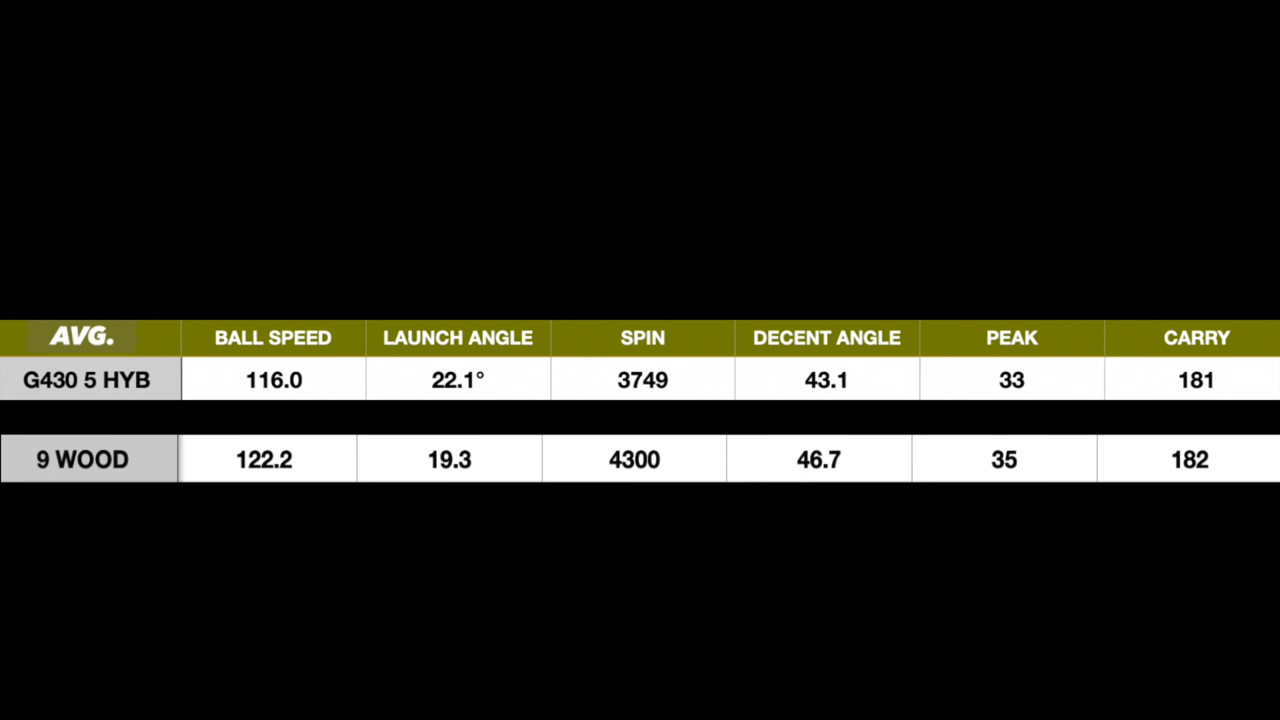 AVG. BALL SPEED LAUNCH ANGLE SPIN DECENT ANGLE PEAK CARRY
G430 5 HYB 116.0 22.1° 3749 43.1 33 181
9 WOOD 122.2 19.3 4300 46.7 35 182